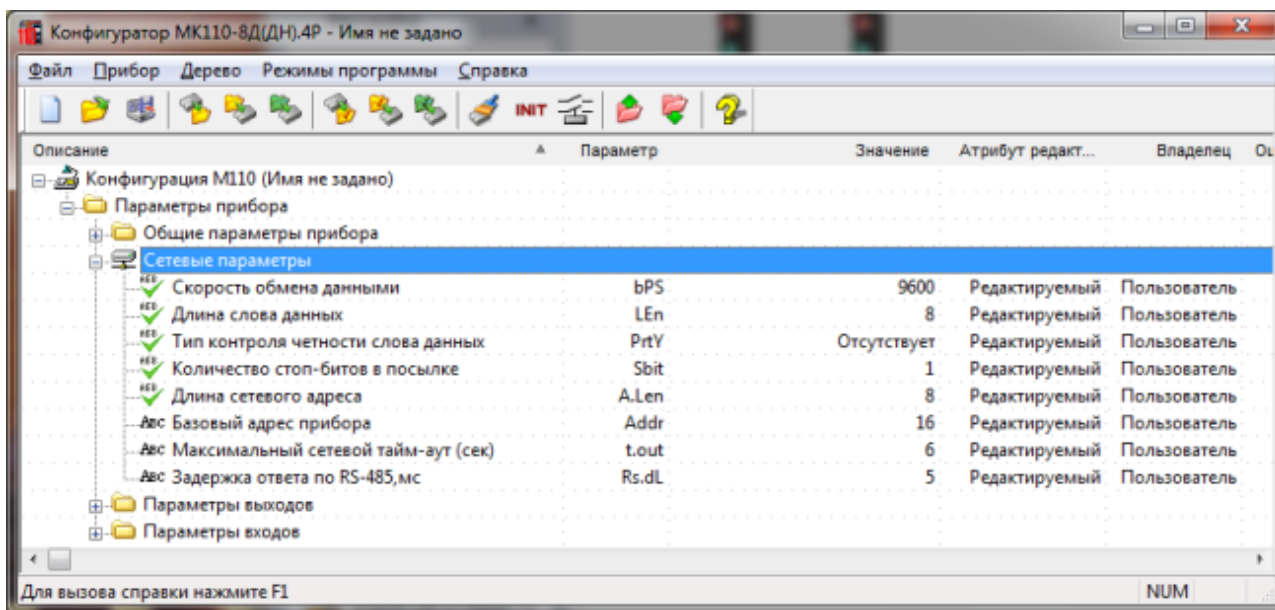 Конфигуратор МК110-8Д(ДН).4Р - Имя не задано
Файл Прибор Дерево Режимы программы Справка
INIT
Описание Параметр Значение Атрибут редакт... Владелец
Конфигурация М110 (Имя не задано)
Параметры прибора
Общие параметры прибора
Сетевые параметры
Скорость обмена данными bPS 9600 Редактируемый Пользователь
Длина слова данных LEn 8 Редактируемый Пользователь
Тип контроля четности слова данных PrtY Отсутствует Редактируемый Пользователь
Количество стоп-битов в посылке Sbit 1 Редактируемый Пользователь
Длина сетевого адреса A.Len 8 Редактируемый Пользователь
Авс Базовый адрес прибора Addr 16 Редактируемый Пользователь
Авс Максимальный сетевой тайм-аут (сек) t.out 6 Редактируемый Пользователь
Авс Задержка ответа по RS-485,мс Rs.dL 5 Редактируемый Пользователь
Параметры выходов
Параметры входов
Для вызова справки нажмите F1 NUM